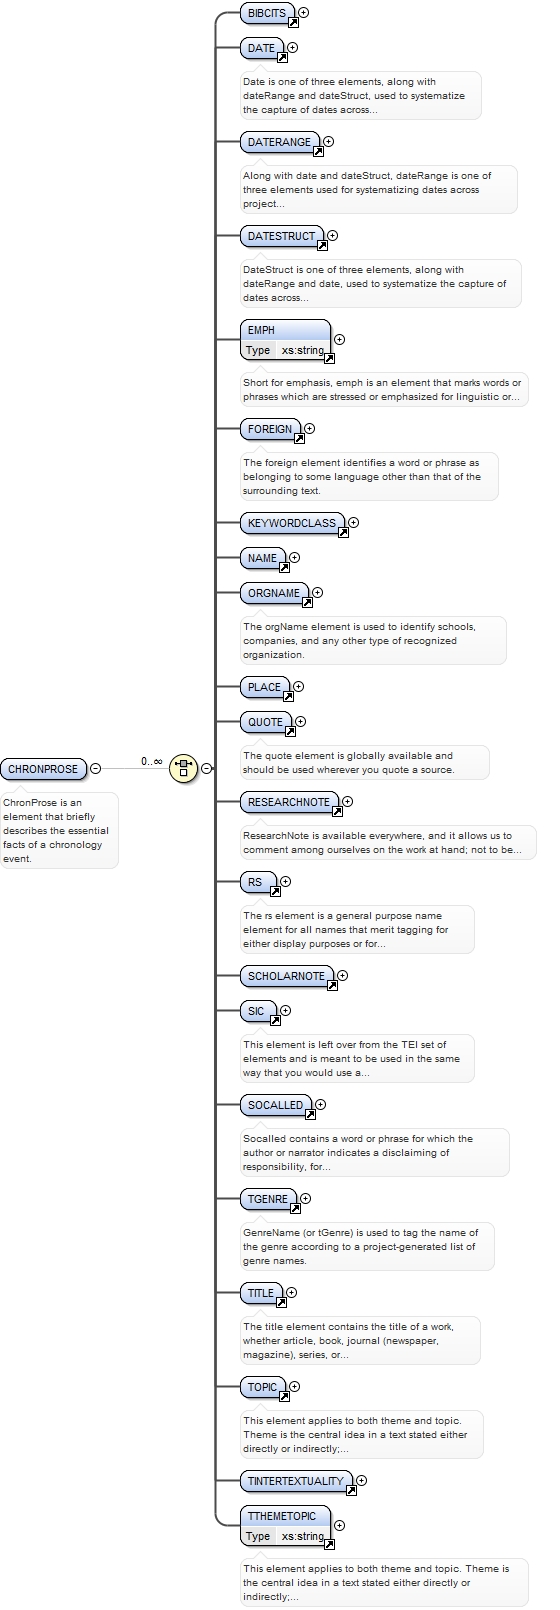 BIBCITS
DATE
Date is one of three elements, along with
dateRange and dateStruct, used to systematize
the capture of dates across...
DATERANGE
Along with date and dateStruct, dateRange is one of
three elements used for systematizing dates across
project...
DATESTRUCT
DateStruct is one of three elements, along with
dateRange and date, used to systematize the capture of
dates across...
EMPH
Type xs:string
Short for emphasis, emph is an element that marks words or
phrases which are stressed or emphasized for linguistic or...
FOREIGN
The foreign element identifies a word or phrase as
belonging to some language other than that of the
surrounding text.
KEYWORDCLASS
NAME
ORGNAME
The orgName element is used to identify schools,
companies, and any other type of recognized
organization.
PLACE
QUOTE
The quote element is globally available and
should be used wherever you quote a source.
CHRONPROSE
0..∞
ChronProse is an
element that briefly
describes the essential
facts of a chronology
event.
RESEARCHNOTE
ResearchNote is available everywhere, and it allows us to
comment among ourselves on the work at hand; not to be...
RS
The rs element is a general purpose name
element for all names that merit tagging for
either display purposes or for...
SCHOLARNOTE
SIC
This element is left over from the TEI set of
elements and is meant to be used in the same
way that you would use a...
SOCALLED
Socalled contains a word or phrase for which the
author or narrator indicates a disclaiming of
responsibility, for...
TGENRE
GenreName (or tGenre) is used to tag the name of
the genre according to a project-generated list of
genre names.
TITLE
The title element contains the title of a work,
whether article, book, journal (newspaper,
magazine), series, or...
TOPIC
This element applies to both theme and topic.
Theme is the central idea in a text stated either
directly or indirectly;...
TINTERTEXTUALITY
TTHEMETOPIC
Type xs:string
This element applies to both theme and topic. Theme is
the central idea in a text stated either directly or
indirectly;...